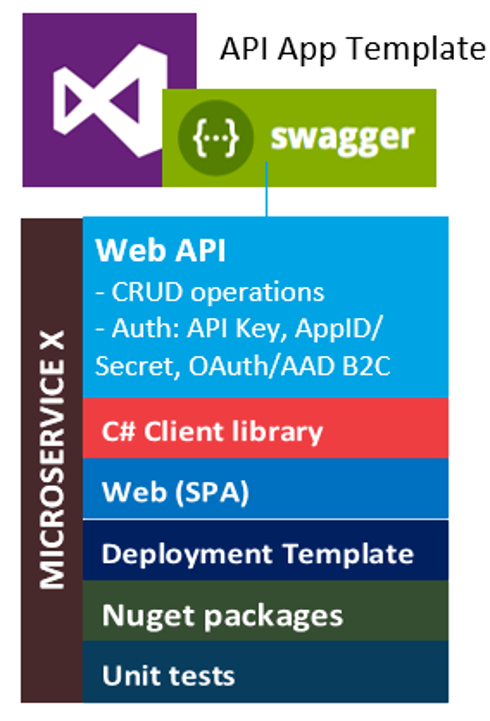 API App Template
{···} swagger
MICROSERVICE X
Web API
- CRUD operations
- Auth: API Key, AppID/
Secret, OAuth/AAD B2C
C# Client library
Web (SPA)
Deployment Template
Nuget packages
Unit tests